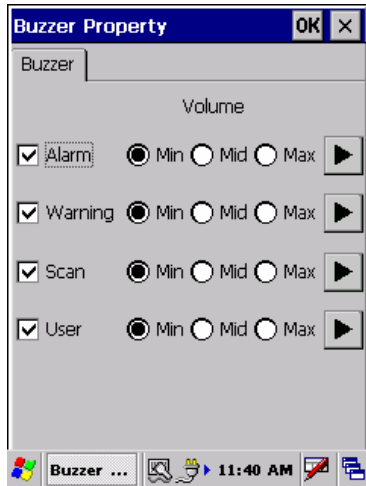 Buzzer Property OK
Buzzer
Volume
Alarm Min Mid Max
Warning Min Mid Max
Scan Min Mid Max
User Min Mid Max
Buzzer ... 11:40 AM